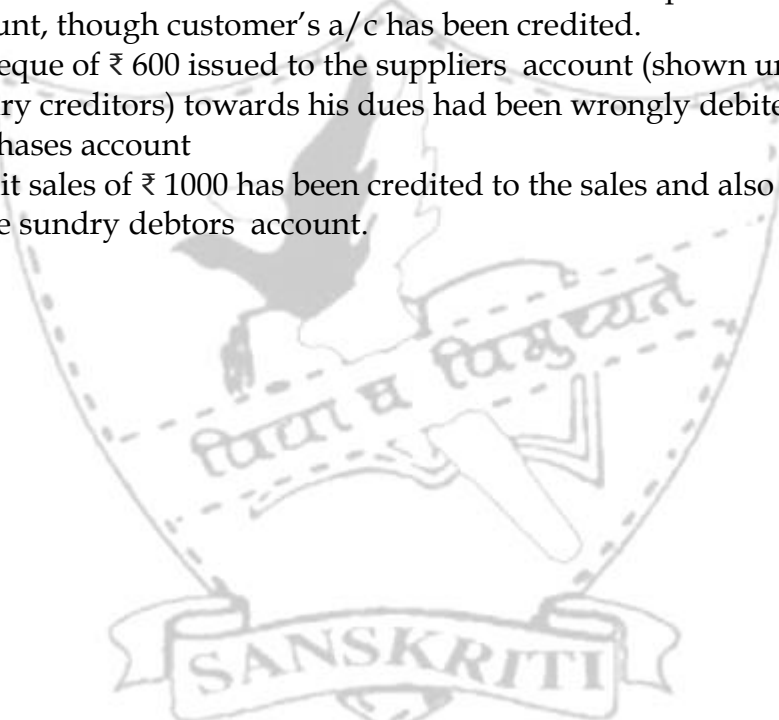 unt, though customer's a/c has been credited.
eque of ₹ 600 issued to the suppliers account (shown un
ry creditors) towards his dues had been wrongly debite
hases account
it sales of ₹ 1000 has been credited to the sales and also
e sundry debtors account.
विद्या च विमुच्यते
SANSKRITI